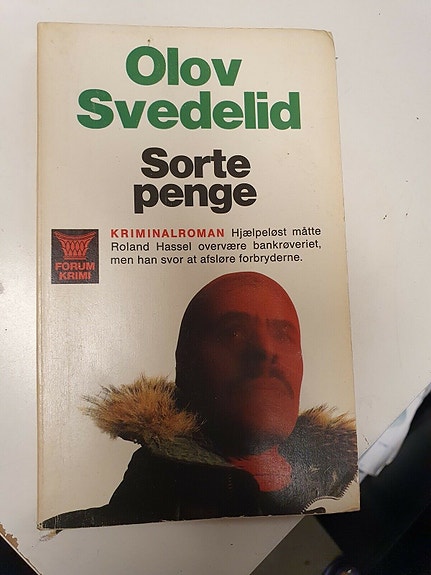 Olov
Svedelid
Sorte
penge
KRIMINALROMAN Hjælpeløst måtte
Roland Hassel overvære bankrøveriet,
men han svor at afsløre forbryderne.
FORUM
KRIMI